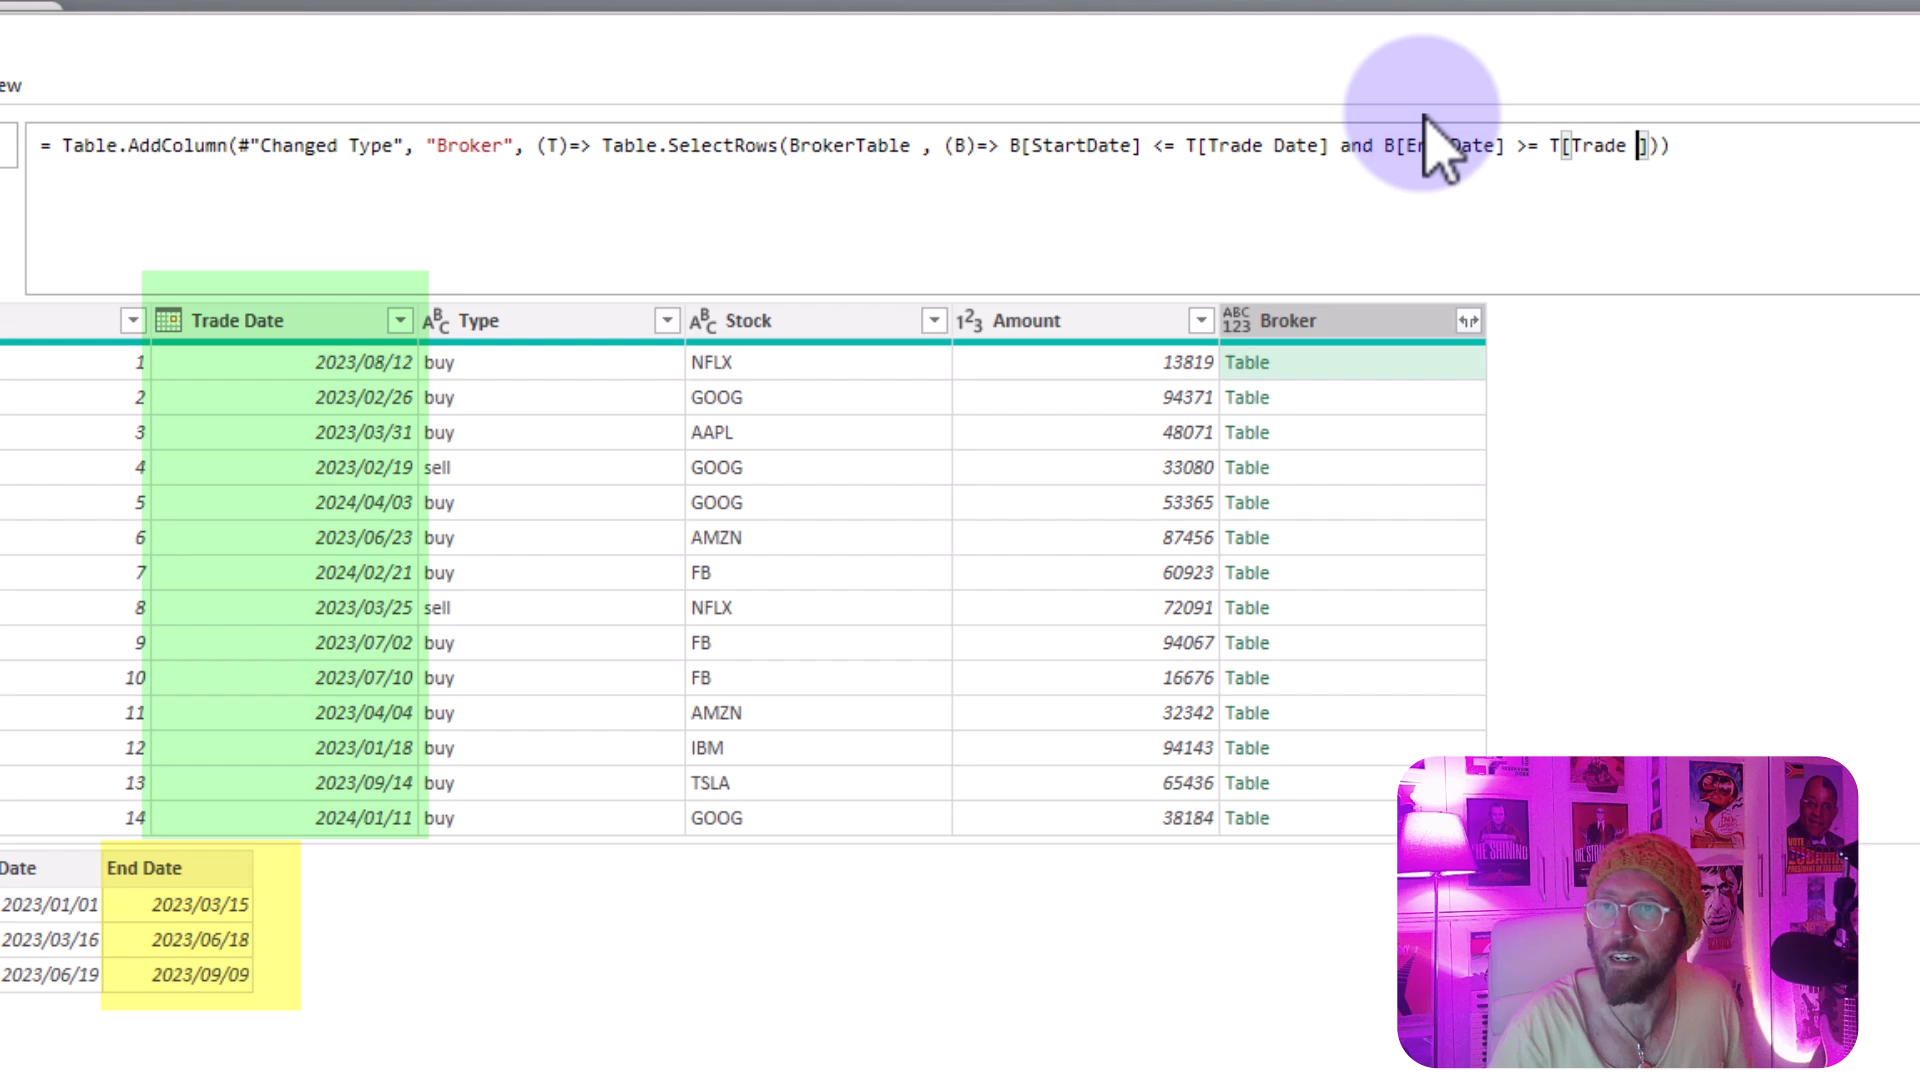 ew
= Table.AddColumn(#"Changed Type", "Broker", (T)=> Table.SelectRows(BrokerTable , (B)=> B[StartDate] <= T[Trade Date] and B[En Date] >= T[Trade ]))
Trade Date ABC Type ABC Stock 123 Amount ABC 123 Broker
1 2023/08/12 buy NFLX 13819 Table
2 2023/02/26 buy GOOG 94371 Table
3 2023/03/31 buy AAPL 48071 Table
4 2023/02/19 sell GOOG 33080 Table
5 2024/04/03 buy GOOG 53365 Table
6 2023/06/23 buy AMZN 87456 Table
7 2024/02/21 buy FB 60923 Table
8 2023/03/25 sell NFLX 72091 Table
9 2023/07/02 buy FB 94067 Table
10 2023/07/10 buy FB 16676 Table
11 2023/04/04 buy AMZN 32342 Table
12 2023/01/18 buy IBM 94143 Table
13 2023/09/14 buy TSLA 65436 Table
14 2024/01/11 buy GOOG 38184 Table
Date End Date
2023/01/01 2023/03/15
2023/03/16 2023/06/18
2023/06/19 2023/09/09
THE SHINING
VOTE